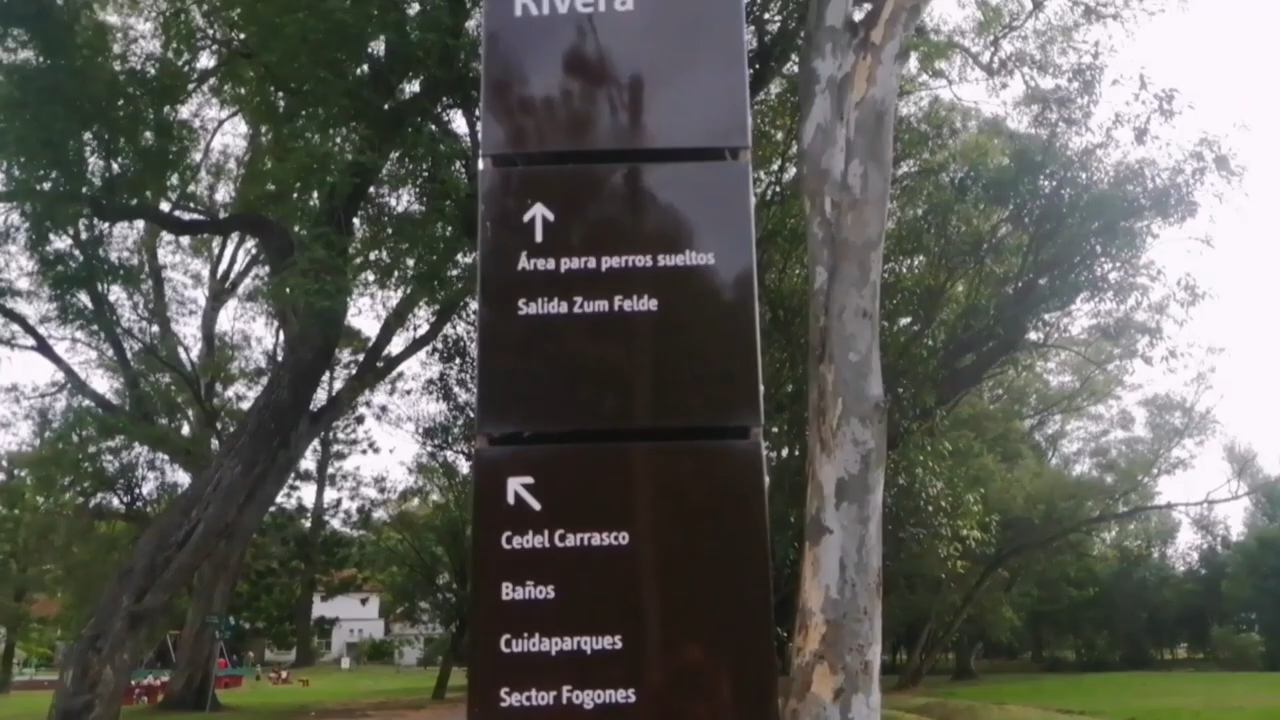 Rivera
Área para perros sueltos
Salida Zum Felde
Cedel Carrasco
Baños
Cuidaparques
Sector Fogones